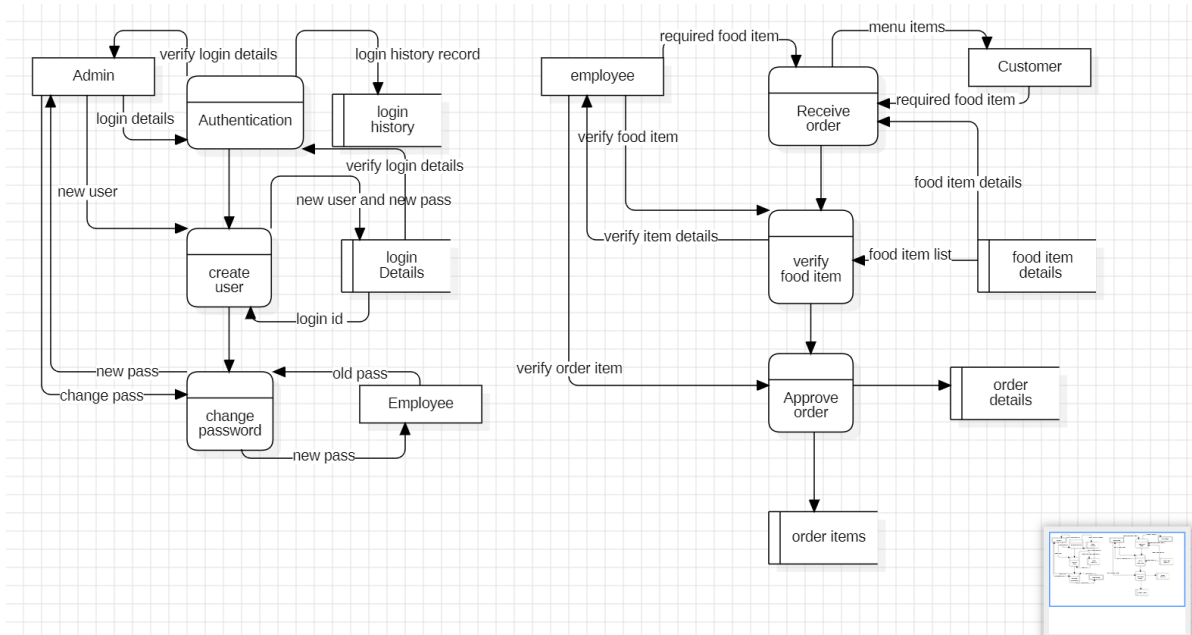 verify login details
login history record
Admin
login details
Authentication
login
history
verify login details
new user
new user and new pass
create
user
login
Details
login id
new pass
change pass
old pass
Employee
change
password
new pass
required food item
menu items
employee
Customer
Receive
order
required food item
verify food item
food item details
verify item details
verify
food item
food item list
food item
details
verify order item
Approve
order
order
details
order items